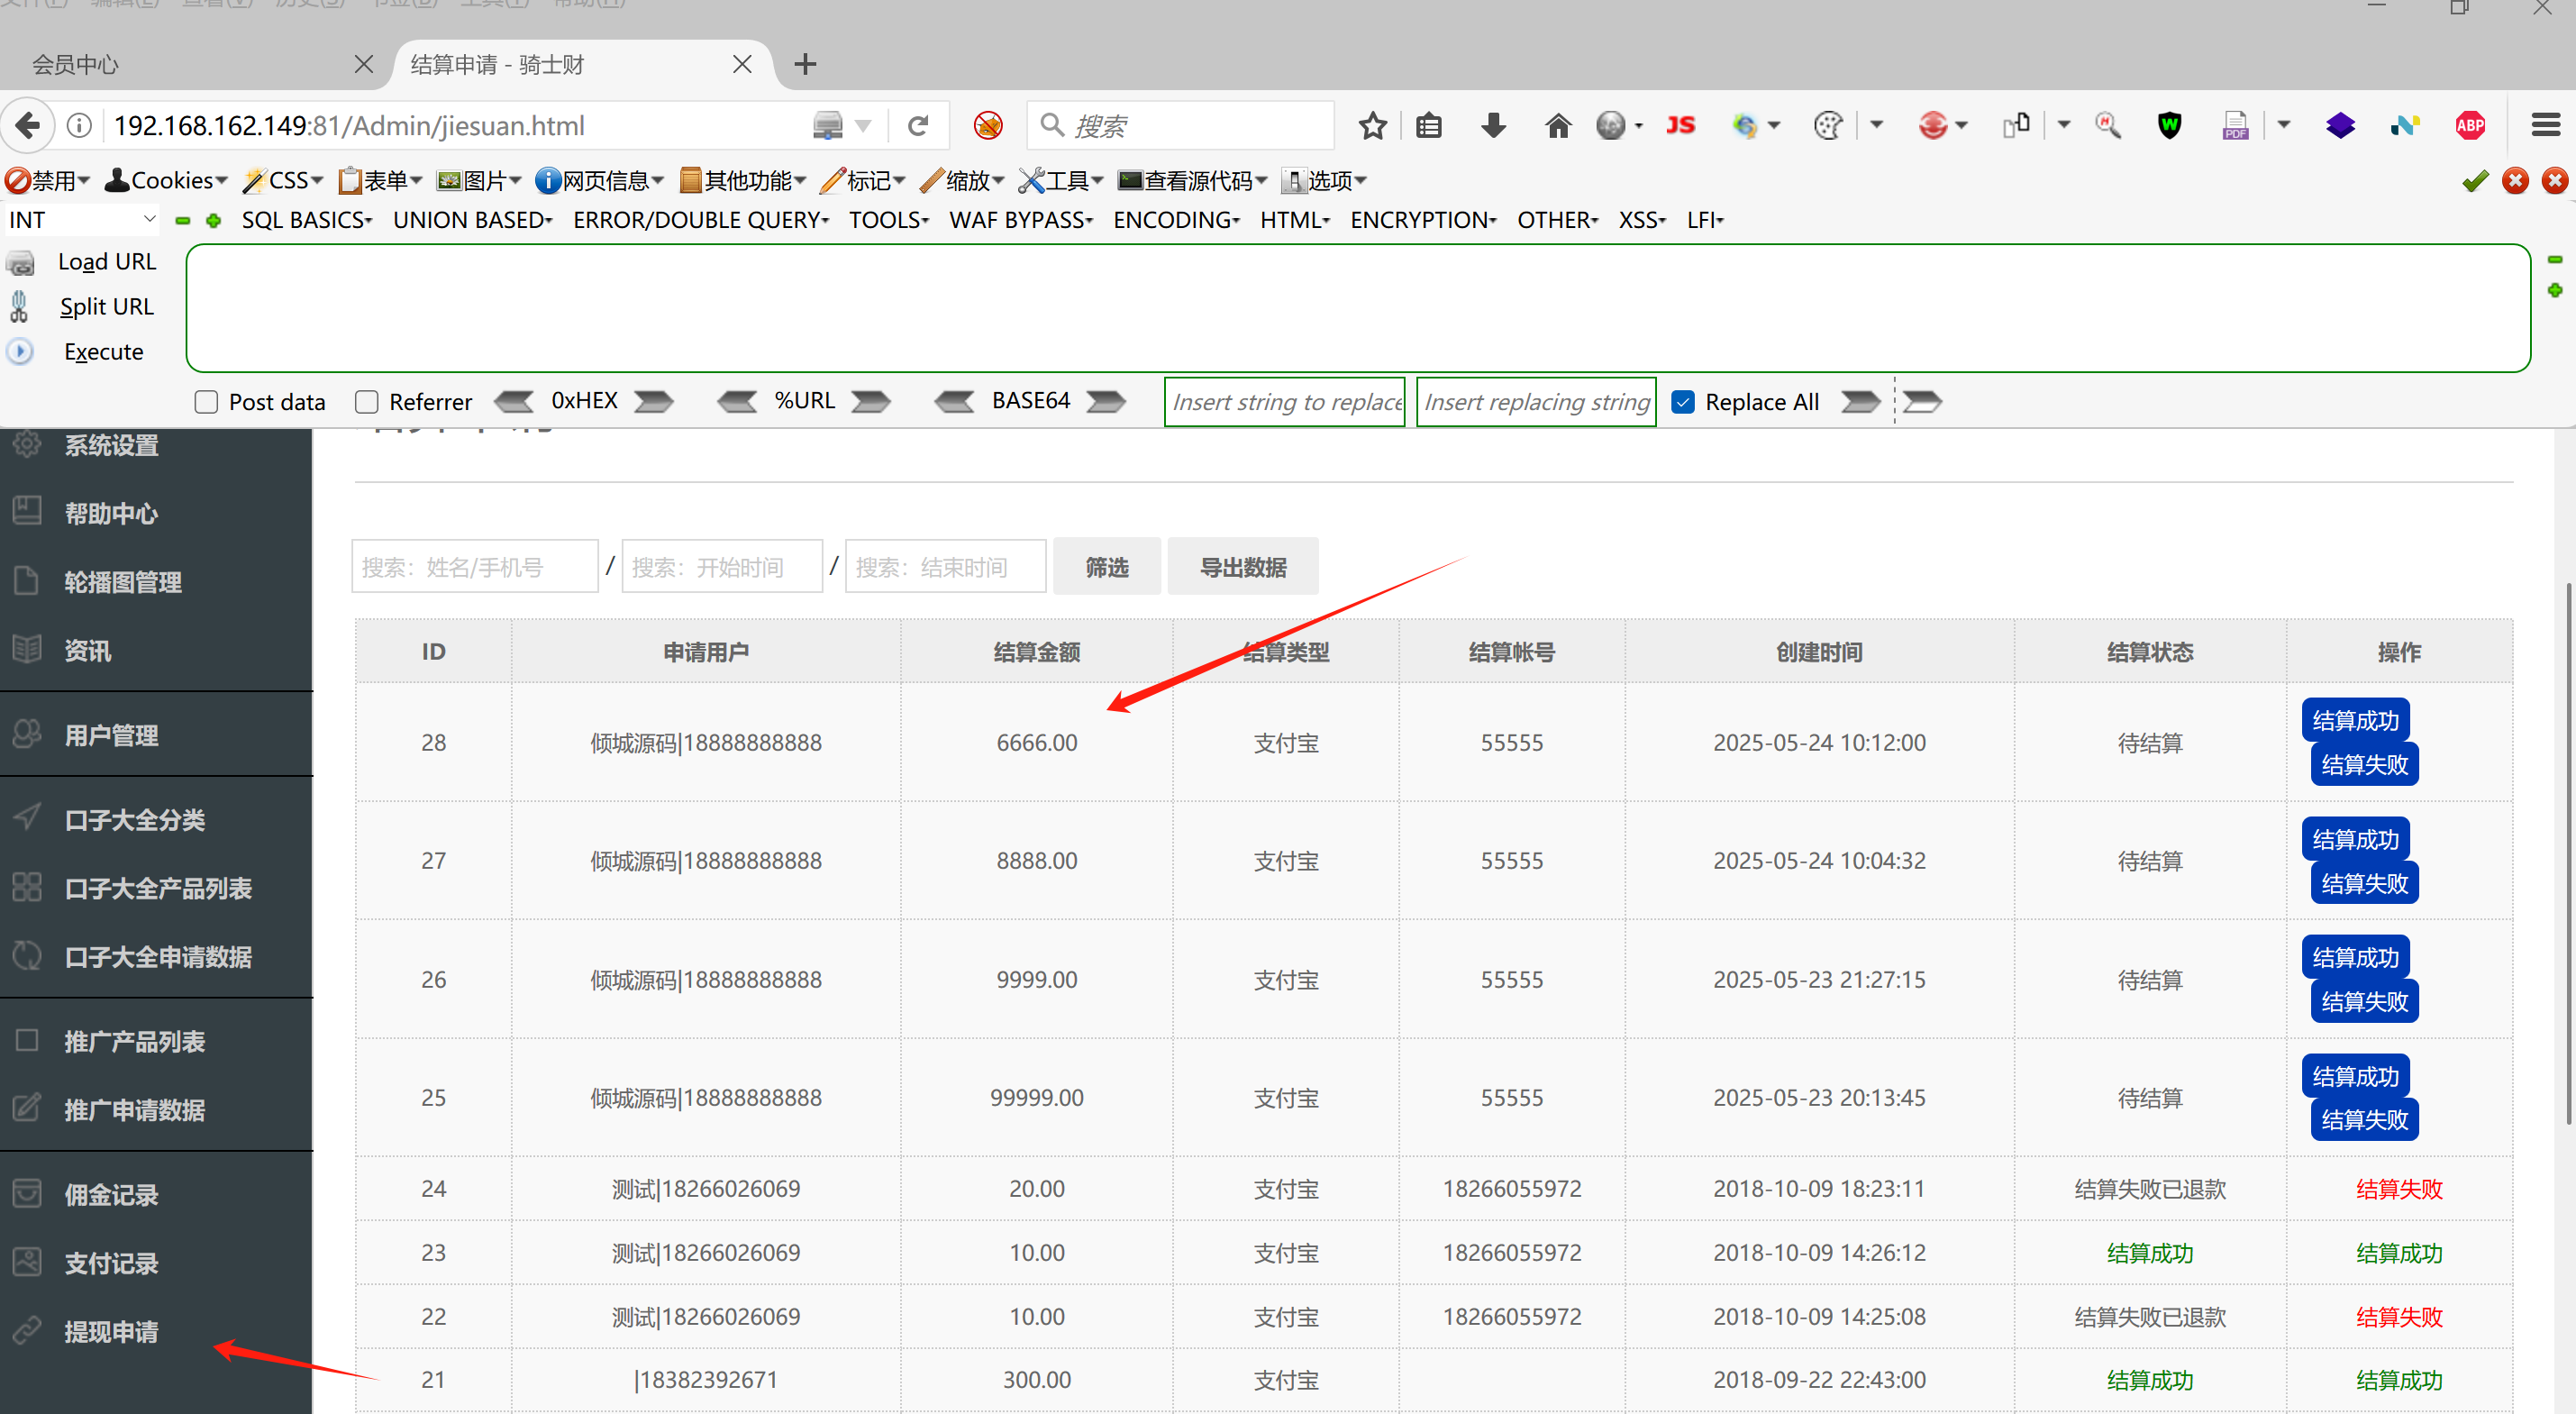 文件(F) 编辑(E) 查看(V) 历史(S) 书签(B) 工具(T) 帮助(H)
会员中心 结算申请 - 骑士财
192.168.162.149:81/Admin/jiesuan.html 搜索 JS W PDF ABP
禁用 Cookies CSS 表单 图片 网页信息 其他功能 标记 缩放 工具 查看源代码 选项
INT SQL BASICS UNION BASED ERROR/DOUBLE QUERY TOOLS WAF BYPASS ENCODING HTML ENCRYPTION OTHER XSS LFI
Load URL
Split URL
Execute
Post data Referrer 0xHEX %URL BASE64 Insert string to replace Insert replacing string Replace All
系统设置
帮助中心
轮播图管理
资讯
用户管理
口子大全分类
口子大全产品列表
口子大全申请数据
推广产品列表
推广申请数据
佣金记录
支付记录
提现申请
搜索：姓名/手机号 / 搜索：开始时间 / 搜索：结束时间 筛选 导出数据
ID 申请用户 结算金额 结算类型 结算帐号 创建时间 结算状态 操作
28 倾城源码|18888888888 6666.00 支付宝 55555 2025-05-24 10:12:00 待结算 结算成功
结算失败
27 倾城源码|18888888888 8888.00 支付宝 55555 2025-05-24 10:04:32 待结算 结算成功
结算失败
26 倾城源码|18888888888 9999.00 支付宝 55555 2025-05-23 21:27:15 待结算 结算成功
结算失败
25 倾城源码|18888888888 99999.00 支付宝 55555 2025-05-23 20:13:45 待结算 结算成功
结算失败
24 测试|18266026069 20.00 支付宝 18266055972 2018-10-09 18:23:11 结算失败已退款 结算失败
23 测试|18266026069 10.00 支付宝 18266055972 2018-10-09 14:26:12 结算成功 结算成功
22 测试|18266026069 10.00 支付宝 18266055972 2018-10-09 14:25:08 结算失败已退款 结算失败
21 |18382392671 300.00 支付宝 2018-09-22 22:43:00 结算成功 结算成功